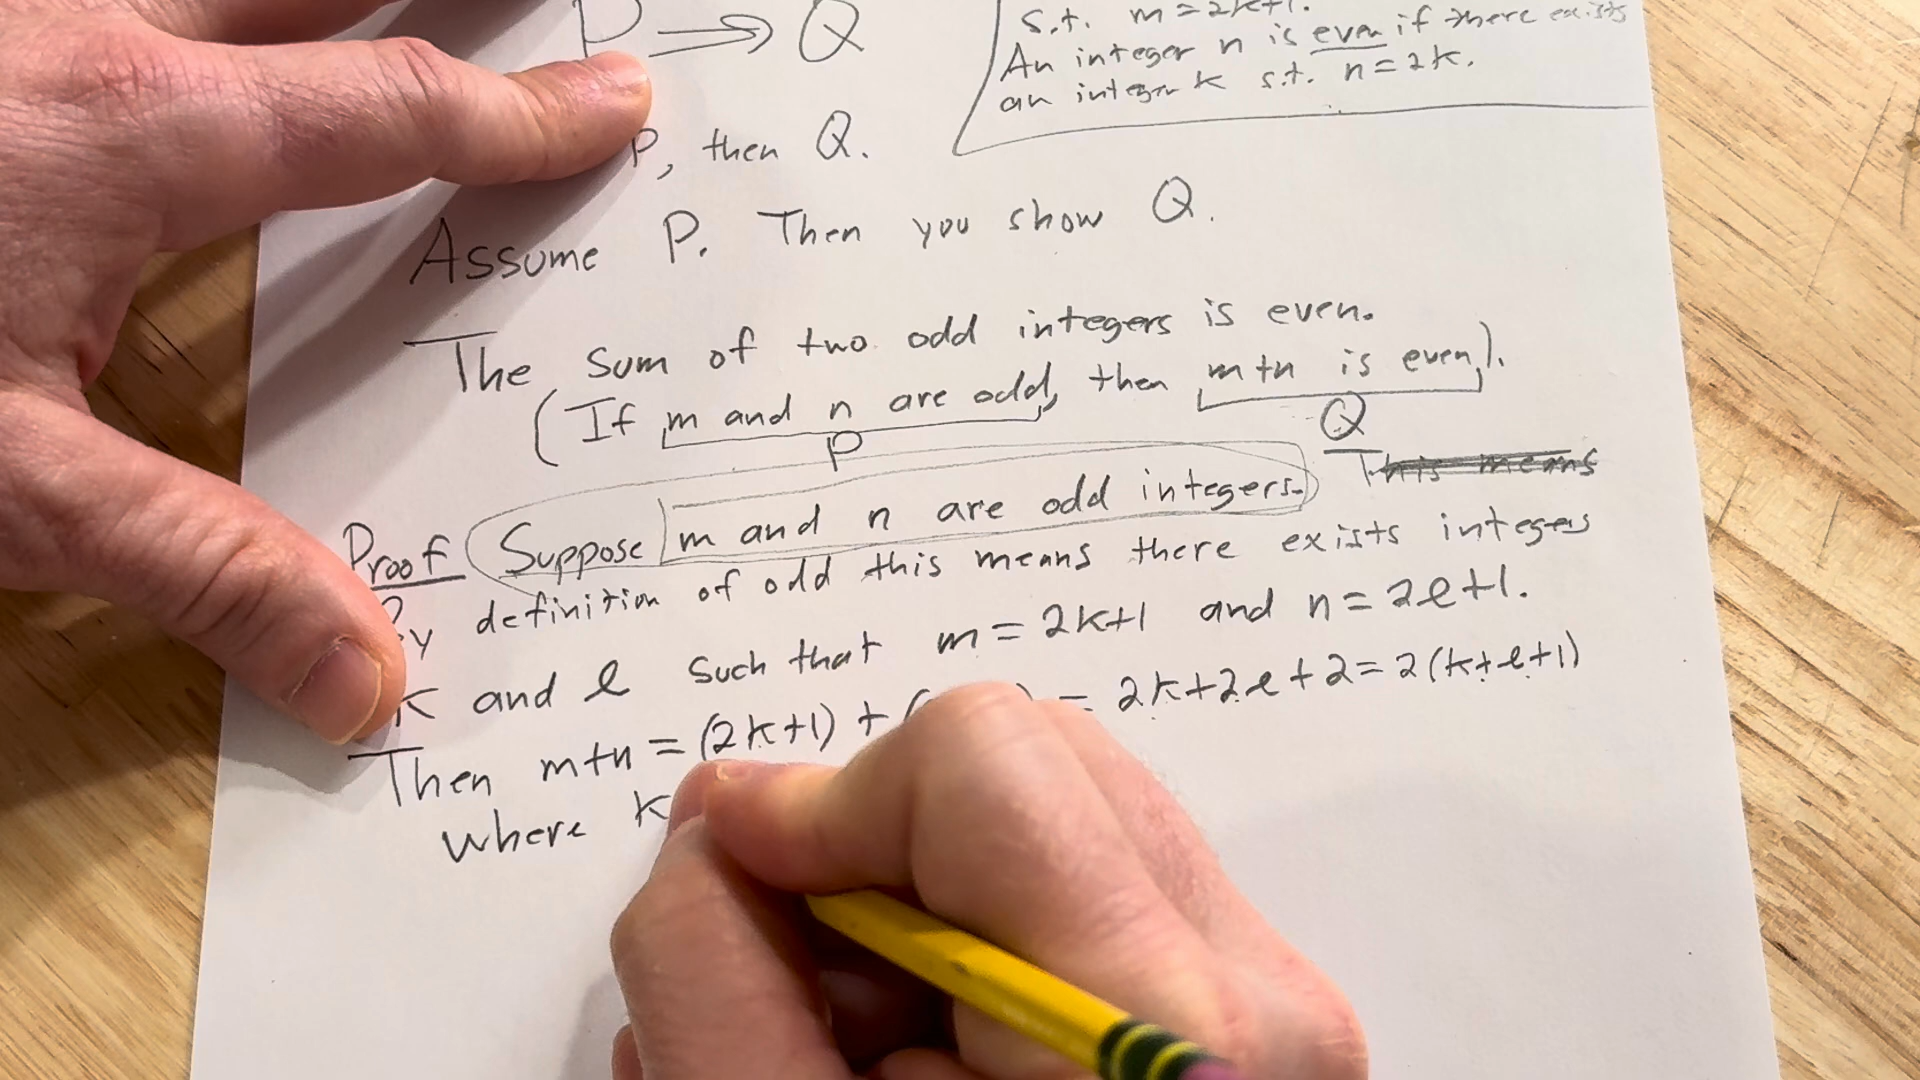 P ⟹ Q
s.t. m = 2k+1.
An integer n is even if there exists
an integer k s.t. n = 2k.
P, then Q.
Assume P. Then you show Q.
The sum of two odd integers is even.
(If m and n are odd, then m+n is even).
P Q
Proof Suppose m and n are odd integers. This means
By definition of odd this means there exists integers
k and l such that m = 2k+1 and n = 2l+1.
Then m+n = (2k+1) + ( ) = 2k+2l+2 = 2(k+l+1)
where k